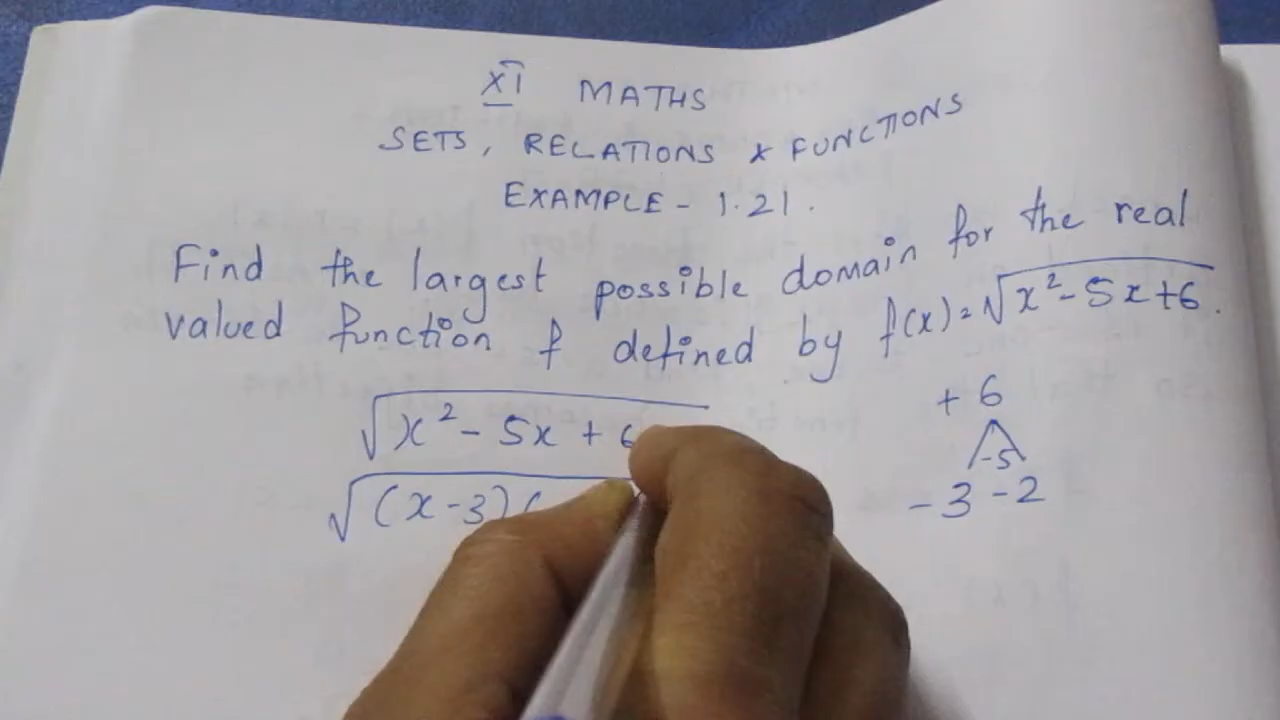 XI MATHS
SETS, RELATIONS & FUNCTIONS
EXAMPLE - 1.21.
Find the largest possible domain for the real
valued function f defined by f(x) = √x²-5x+6.
√x² - 5x + 6
√(x-3)(
+ 6
-5
- 3 - 2